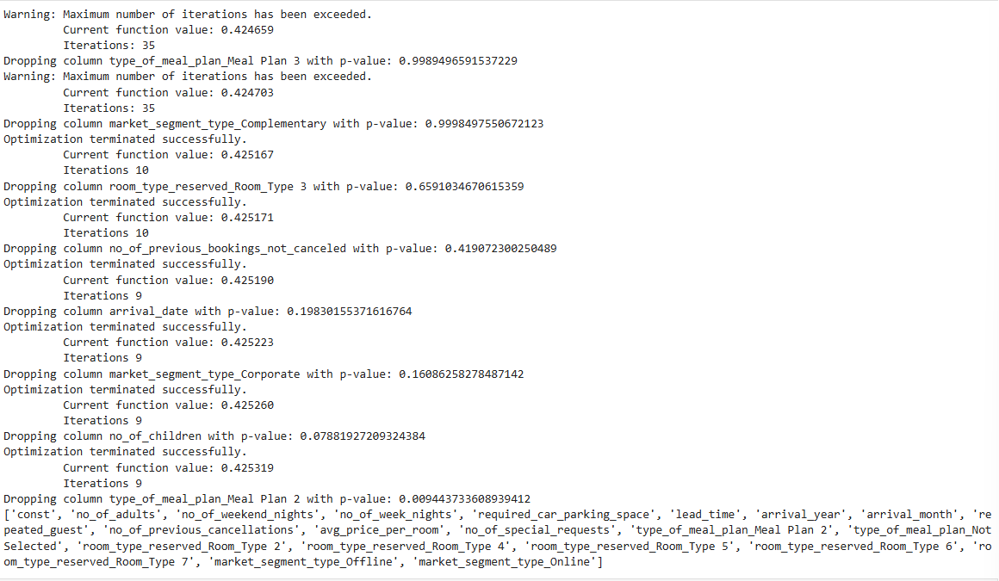 Warning: Maximum number of iterations has been exceeded.
         Current function value: 0.424659
         Iterations: 35
Dropping column type_of_meal_plan_Meal Plan 3 with p-value: 0.9989496591537229
Warning: Maximum number of iterations has been exceeded.
         Current function value: 0.424703
         Iterations: 35
Dropping column market_segment_type_Complementary with p-value: 0.9998497550672123
Optimization terminated successfully.
         Current function value: 0.425167
         Iterations 10
Dropping column room_type_reserved_Room_Type 3 with p-value: 0.6591034670615359
Optimization terminated successfully.
         Current function value: 0.425171
         Iterations 10
Dropping column no_of_previous_bookings_not_canceled with p-value: 0.419072300250489
Optimization terminated successfully.
         Current function value: 0.425190
         Iterations 9
Dropping column arrival_date with p-value: 0.19830155371616764
Optimization terminated successfully.
         Current function value: 0.425223
         Iterations 9
Dropping column market_segment_type_Corporate with p-value: 0.16086258278487142
Optimization terminated successfully.
         Current function value: 0.425260
         Iterations 9
Dropping column no_of_children with p-value: 0.07881927209324384
Optimization terminated successfully.
         Current function value: 0.425319
         Iterations 9
Dropping column type_of_meal_plan_Meal Plan 2 with p-value: 0.009443733608939412
['const', 'no_of_adults', 'no_of_weekend_nights', 'no_of_week_nights', 'required_car_parking_space', 'lead_time', 'arrival_year', 'arrival_month', 're
peated_guest', 'no_of_previous_cancellations', 'avg_price_per_room', 'no_of_special_requests', 'type_of_meal_plan_Meal Plan 2', 'type_of_meal_plan_Not
Selected', 'room_type_reserved_Room_Type 2', 'room_type_reserved_Room_Type 4', 'room_type_reserved_Room_Type 5', 'room_type_reserved_Room_Type 6', 'ro
om_type_reserved_Room_Type 7', 'market_segment_type_Offline', 'market_segment_type_Online']